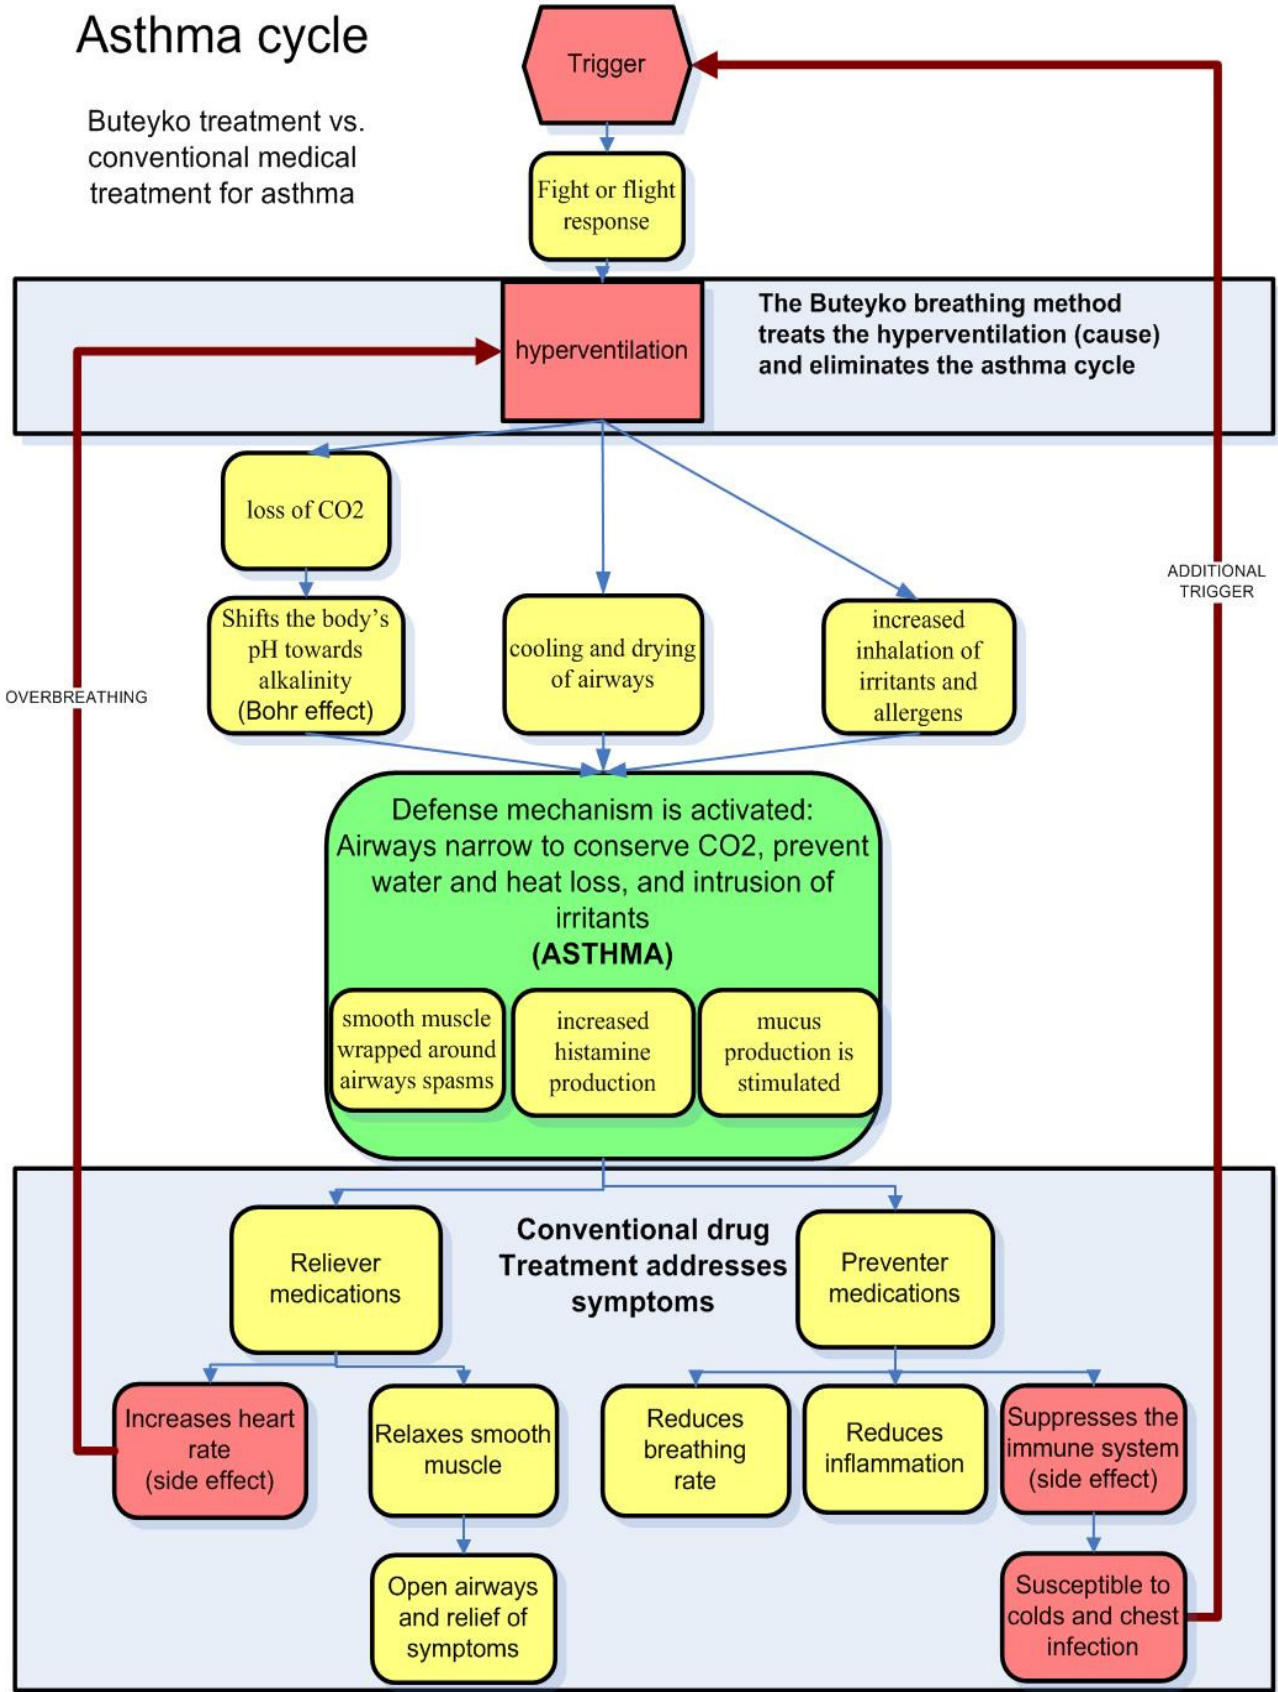 Asthma cycle
Buteyko treatment vs.
conventional medical
treatment for asthma
Trigger
Fight or flight
response
The Buteyko breathing method
treats the hyperventilation (cause)
and eliminates the asthma cycle
hyperventilation
loss of CO2
ADDITIONAL
TRIGGER
Shifts the body's
pH towards
alkalinity
(Bohr effect)
cooling and drying
of airways
increased
inhalation of
irritants and
allergens
OVERBREATHING
Defense mechanism is activated:
Airways narrow to conserve CO2, prevent
water and heat loss, and intrusion of
irritants
(ASTHMA)
smooth muscle
wrapped around
airways spasms
increased
histamine
production
mucus
production is
stimulated
Reliever
medications
Conventional drug
Treatment addresses
symptoms
Preventer
medications
Increases heart
rate
(side effect)
Relaxes smooth
muscle
Reduces
breathing
rate
Reduces
inflammation
Suppresses the
immune system
(side effect)
Open airways
and relief of
symptoms
Susceptible to
colds and chest
infection